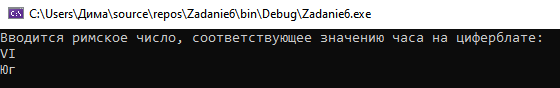 C:\Users\Дима\source\repos\Zadanie6\bin\Debug\Zadanie6.exe
Вводится римское число, соответствующее значению часа на циферблате:
VI
Юг